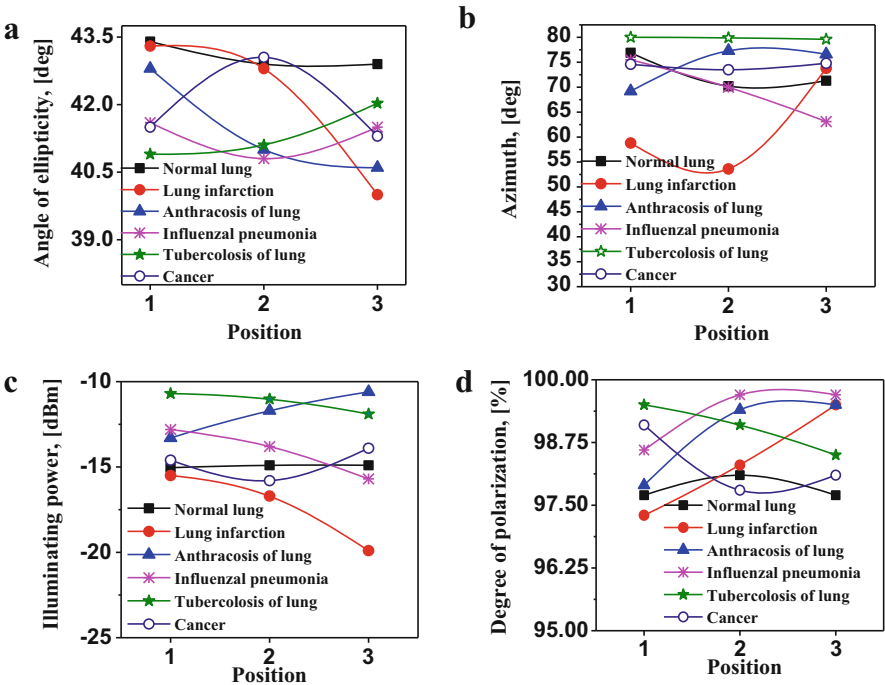 a
Angle of ellipticity, [deg]
43.5
42.0
40.5
39.0
Normal lung
Lung infarction
Anthracosis of lung
Influenzal pneumonia
Tubercolosis of lung
Cancer
1 2 3
Position
b
Azimuth, [deg]
80
75
70
65
60
55
50
45
40
35
30
Normal lung
Lung infarction
Anthracosis of lung
Influenzal pneumonia
Tubercolosis of lung
Cancer
1 2 3
Position
c
Illuminating power, [dBm]
-10
-15
-20
-25
Normal lung
Lung infarction
Anthracosis of lung
Influenzal pneumonia
Tubercolosis of lung
Cancer
1 2 3
Position
d
Degree of polarization, [%]
100.00
98.75
97.50
96.25
95.00
Normal lung
Lung infarction
Anthracosis of lung
Influenzal pneumonia
Tubercolosis of lung
Cancer
1 2 3
Position